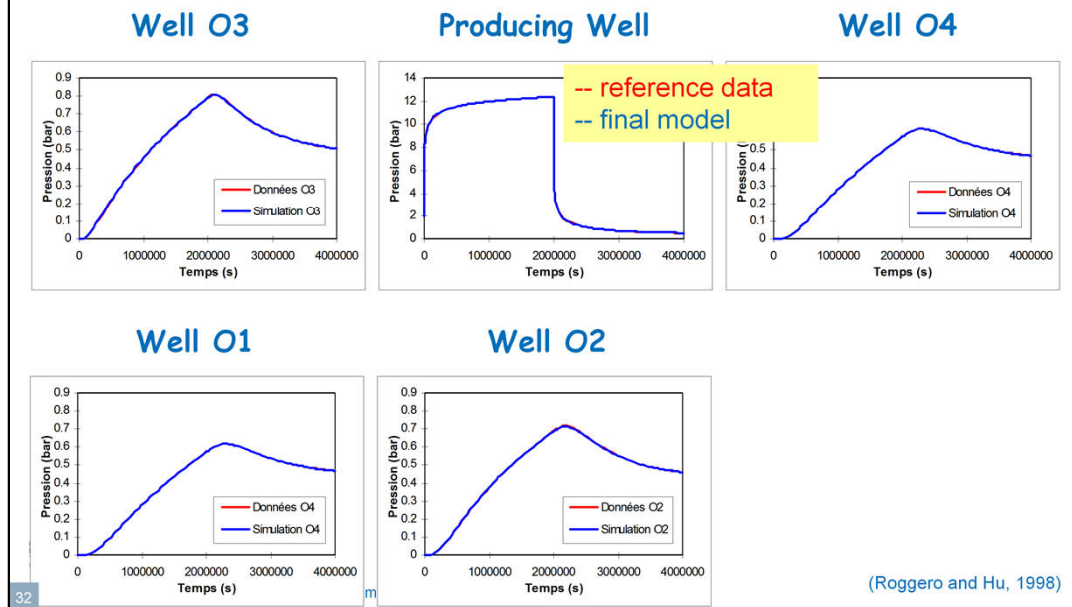 Well O3
Producing Well
Well O4
-- reference data
-- final model
Pression (bar)
0.9
0.8
0.7
0.6
0.5
0.4
0.3
0.2
0.1
0
Données O3
Simulation O3
0 1000000 2000000 3000000 4000000
Temps (s)
Pression (bar)
14
12
10
8
6
4
2
0
0 1000000 2000000 3000000 4000000
Temps (s)
0.5
0.4
0.3
0.2
0.1
0
Données O4
Simulation O4
0 1000000 2000000 3000000 4000000
Temps (s)
Well O1
Well O2
Pression (bar)
0.9
0.8
0.7
0.6
0.5
0.4
0.3
0.2
0.1
0
Données O4
Simulation O4
0 1000000 2000000 3000000 4000000
Temps (s)
Pression (bar)
0.9
0.8
0.7
0.6
0.5
0.4
0.3
0.2
0.1
0
Données O2
Simulation O2
0 1000000 2000000 3000000 4000000
Temps (s)
32
m
(Roggero and Hu, 1998)